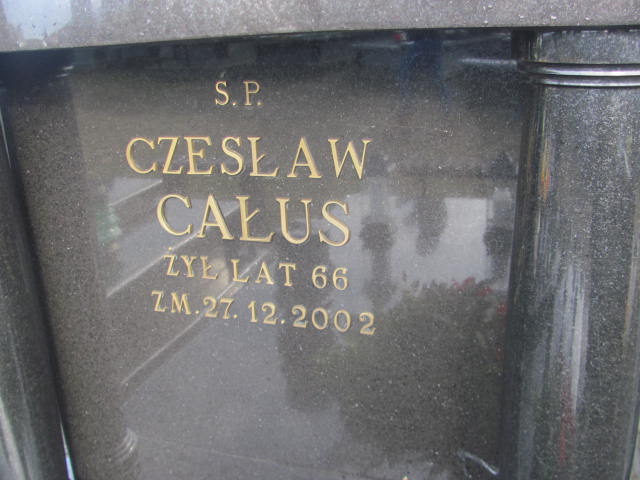 Ś.P.
CZESŁAW
CAŁUS
ŻYŁ LAT 66
ZM.27.12.2002